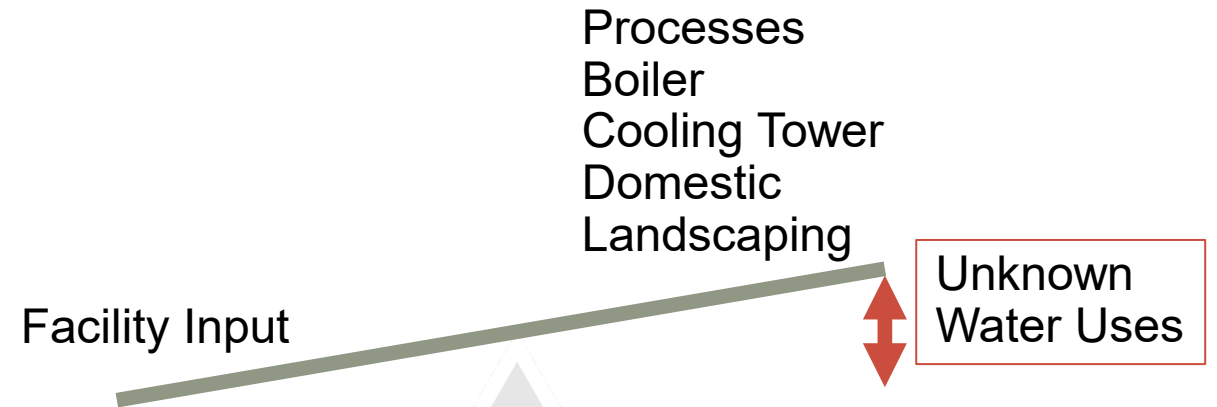 Processes
Boiler
Cooling Tower
Domestic
Landscaping
Unknown
Water Uses
Facility Input